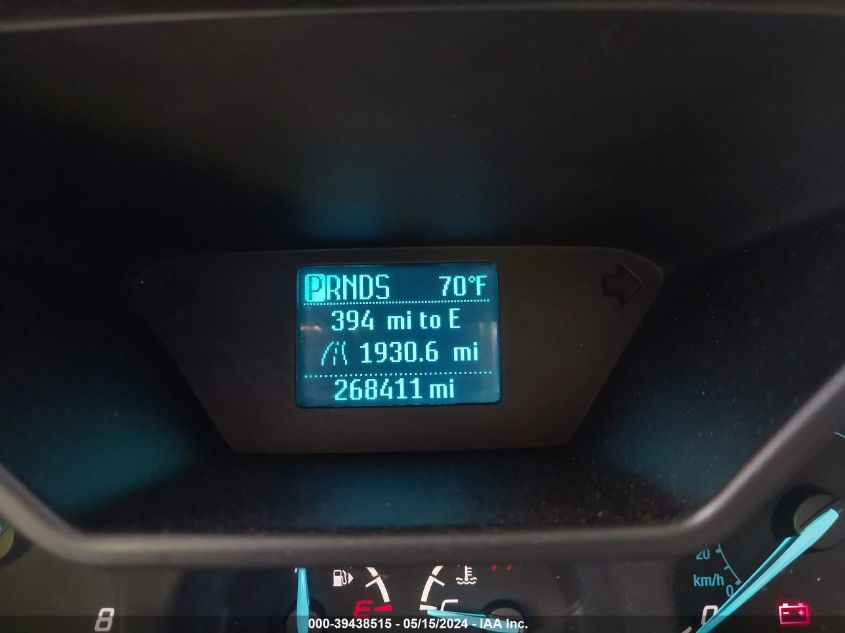 PRNDS 70°F
394 mi to E
1930.6 mi
268411 mi
20
km/h
0
8 E C 0
000-39438515 - 05/15/2024 - IAA Inc.